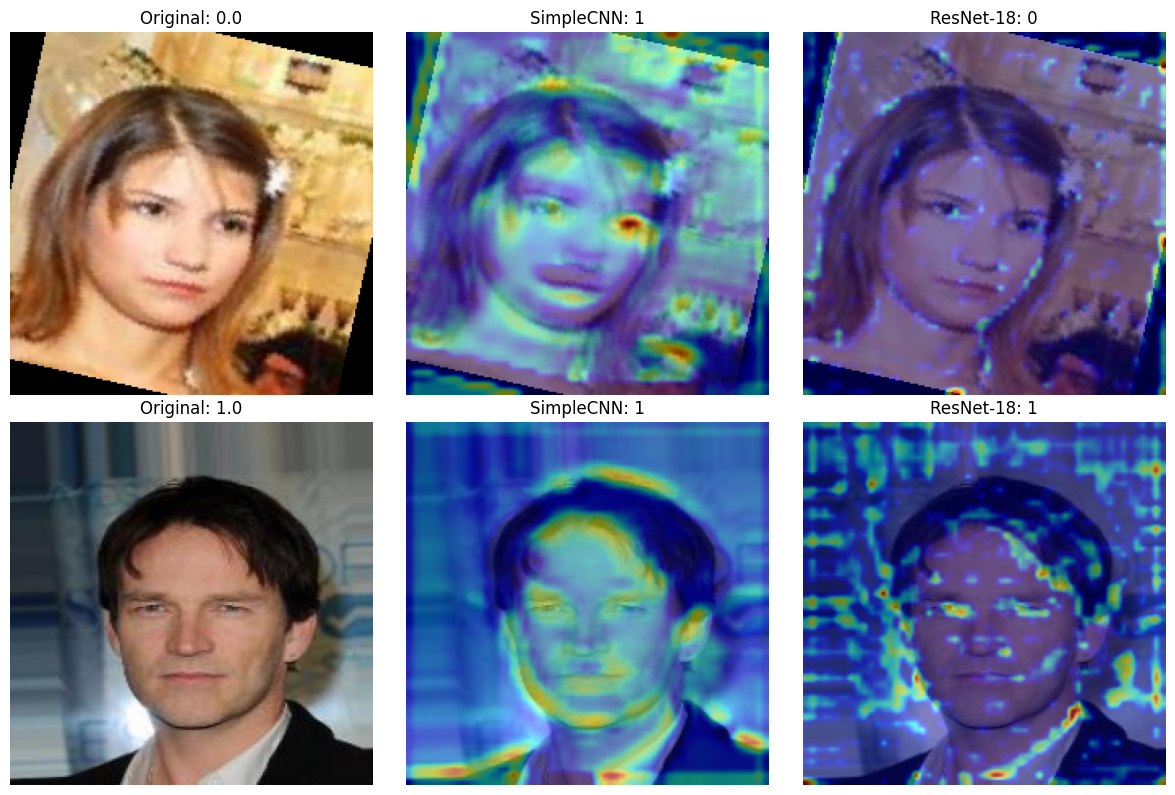 Original: 0.0
SimpleCNN: 1
ResNet-18: 0
Original: 1.0
SimpleCNN: 1
ResNet-18: 1